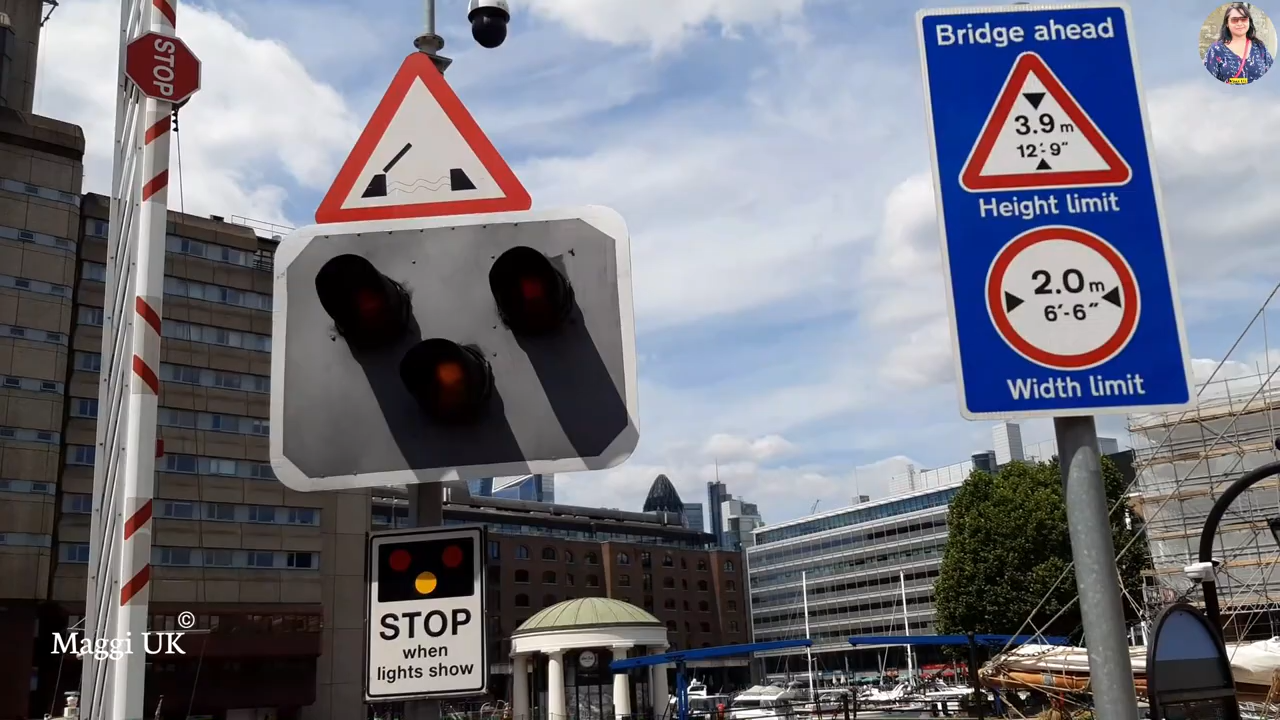 STOP
Bridge ahead
3.9 m
12'-9"
Height limit
2.0 m
6'-6"
Width limit
STOP
when
lights show
©
Maggi UK